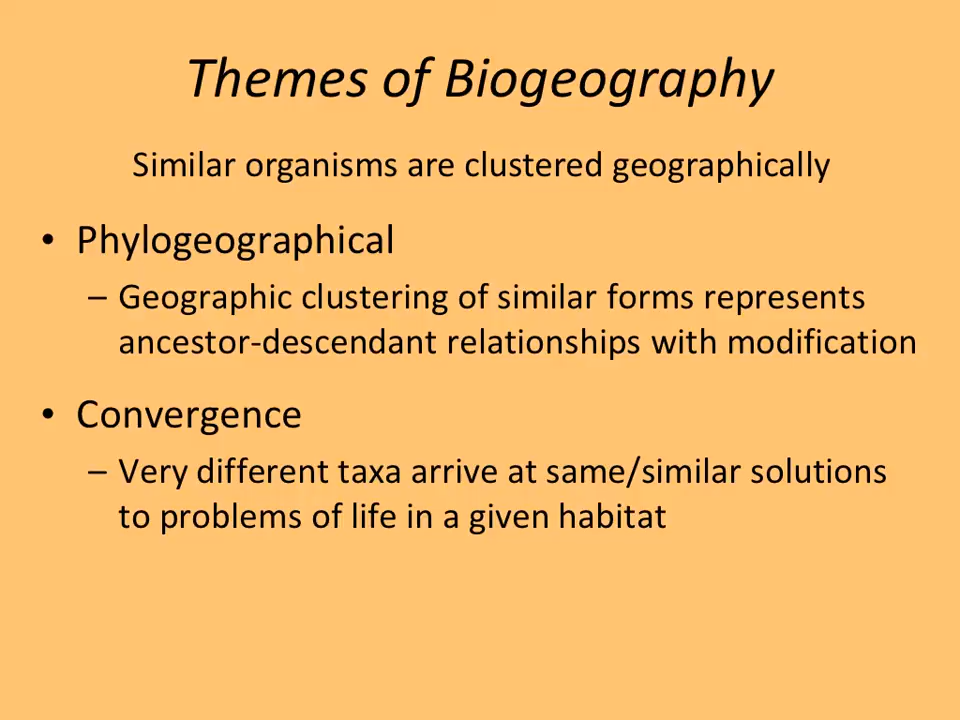 Themes of Biogeography
Similar organisms are clustered geographically
• Phylogeographical
– Geographic clustering of similar forms represents
ancestor-descendant relationships with modification
• Convergence
– Very different taxa arrive at same/similar solutions
to problems of life in a given habitat